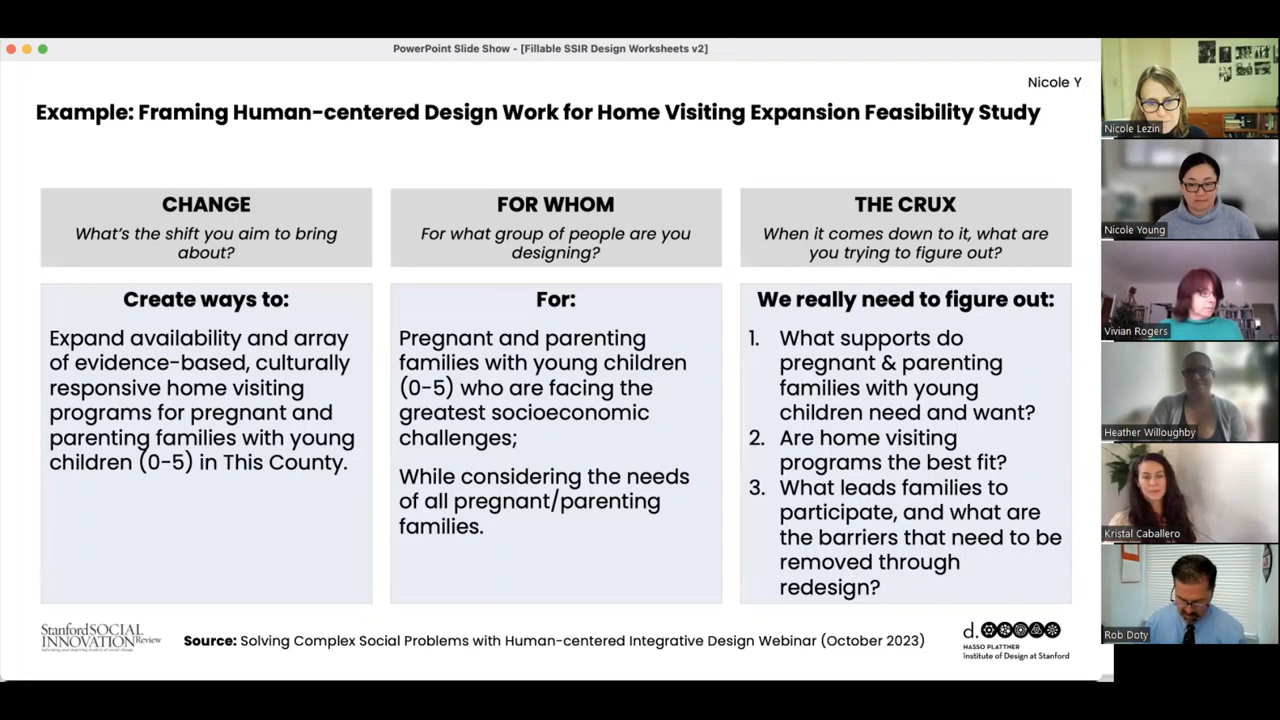 PowerPoint Slide Show - [Fillable SSIR Design Worksheets v2]
Nicole Y
Example: Framing Human-centered Design Work for Home Visiting Expansion Feasibility Study
CHANGE
What's the shift you aim to bring
about?
Create ways to:
Expand availability and array
of evidence-based, culturally
responsive home visiting
programs for pregnant and
parenting families with young
children (0-5) in This County.
FOR WHOM
For what group of people are you
designing?
For:
Pregnant and parenting
families with young children
(0-5) who are facing the
greatest socioeconomic
challenges;
While considering the needs
of all pregnant/parenting
families.
THE CRUX
When it comes down to it, what are
you trying to figure out?
We really need to figure out:
1. What supports do
pregnant & parenting
families with young
children need and want?
2. Are home visiting
programs the best fit?
3. What leads families to
participate, and what are
the barriers that need to be
removed through
redesign?
Stanford SOCIAL
INNOVATION Review
Source: Solving Complex Social Problems with Human-centered Integrative Design Webinar (October 2023)
d.
HASSO PLATTNER
Institute of Design at Stanford
Nicole Lezin
Nicole Young
Vivian Rogers
Heather Willoughby
Kristal Caballero
Rob Doty